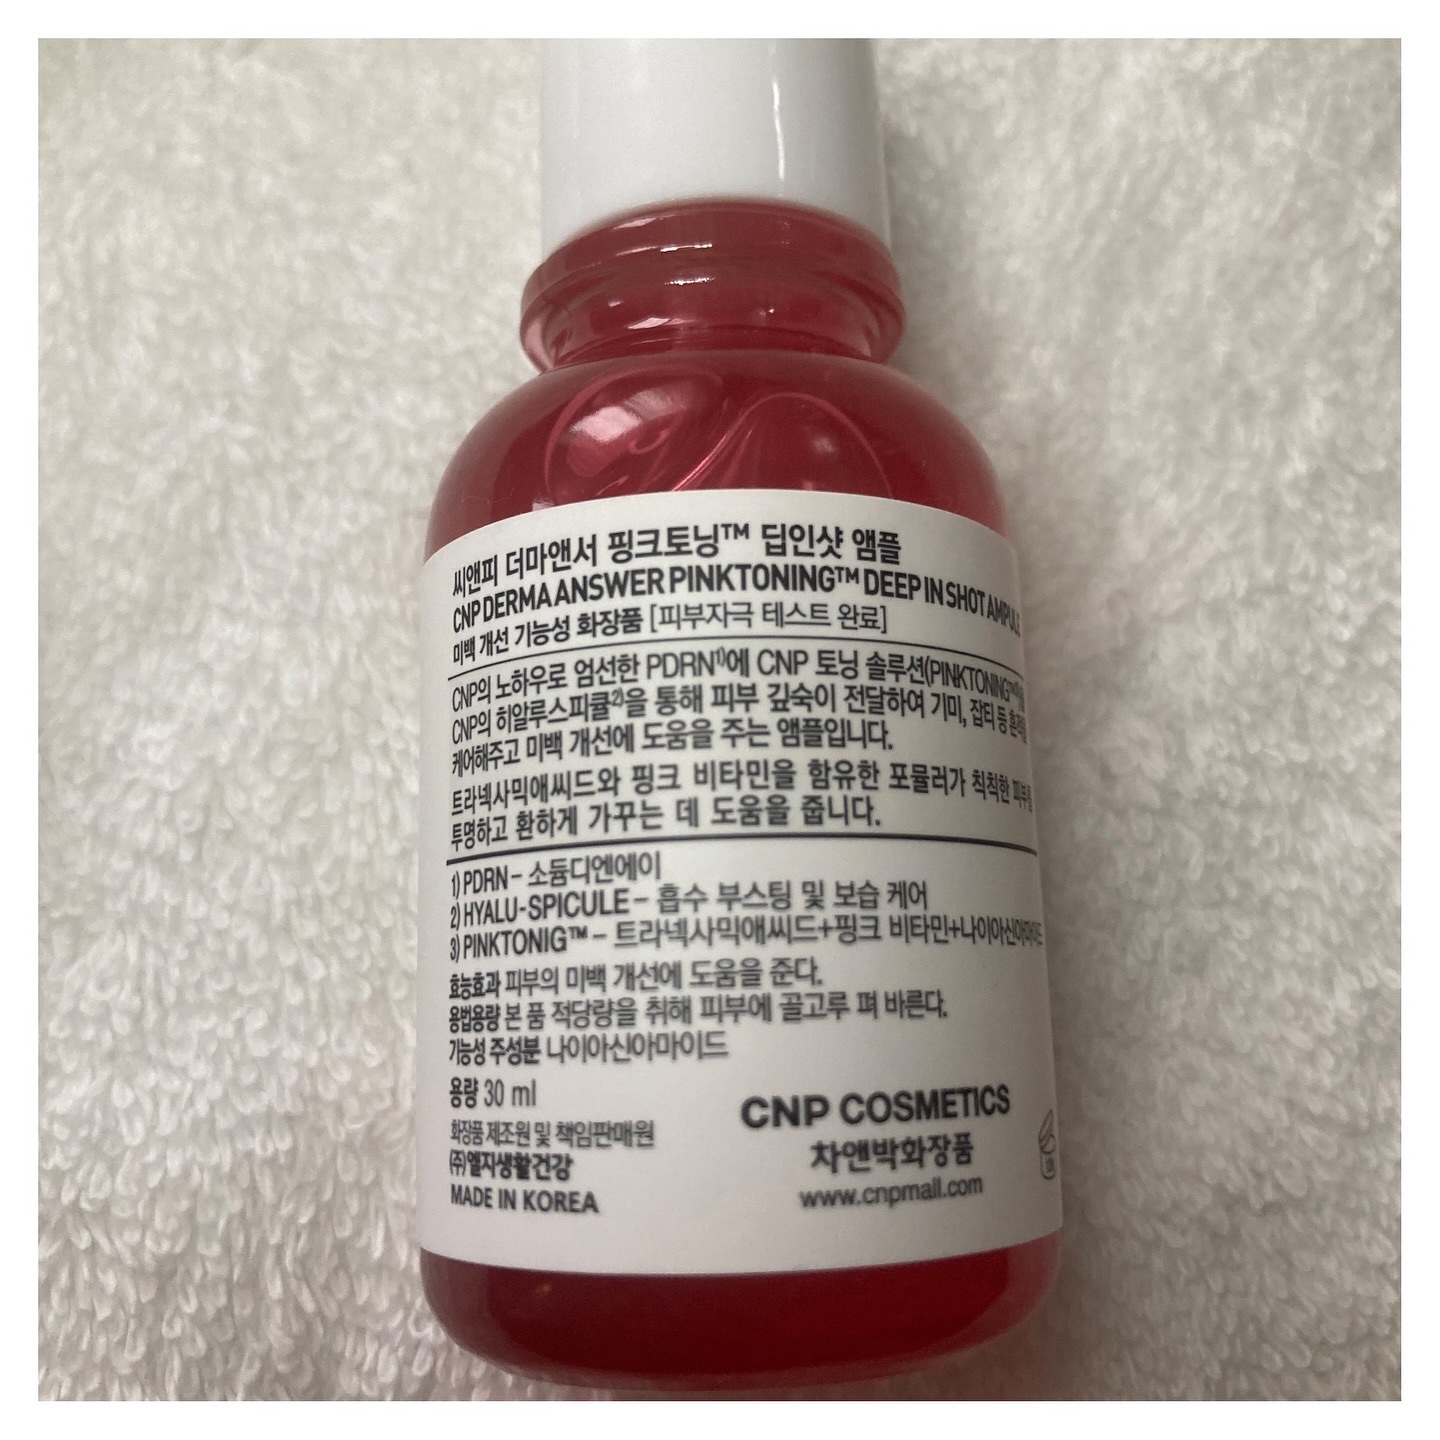 씨앤피 더마앤서 핑크토닝™ 딥인샷 앰플
CNP DERMA ANSWER PINKTONING™ DEEP IN SHOT AMPULE
미백 개선 기능성 화장품 [피부자극 테스트 완료]
CNP의 노하우로 엄선한 PDRN1)에 CNP 토닝 솔루션(PINKTONING™3))을
CNP의 히알루스피큘2)을 통해 피부 깊숙이 전달하여 기미, 잡티 등 흔적을
케어해주고 미백 개선에 도움을 주는 앰플입니다.
트라넥사믹애씨드와 핑크 비타민을 함유한 포뮬러가 칙칙한 피부를
투명하고 환하게 가꾸는 데 도움을 줍니다.
1) PDRN – 소듐디엔에이
2) HYALU-SPICULE – 흡수 부스팅 및 보습 케어
3) PINKTONIG™ – 트라넥사믹애씨드+핑크 비타민+나이아신아마이드
효능효과 피부의 미백 개선에 도움을 준다.
용법용량 본 품 적당량을 취해 피부에 골고루 펴 바른다.
기능성 주성분 나이아신아마이드
용량 30 ml
화장품 제조원 및 책임판매원
(주)엘지생활건강
MADE IN KOREA
CNP COSMETICS
차앤박화장품
www.cnpmall.com